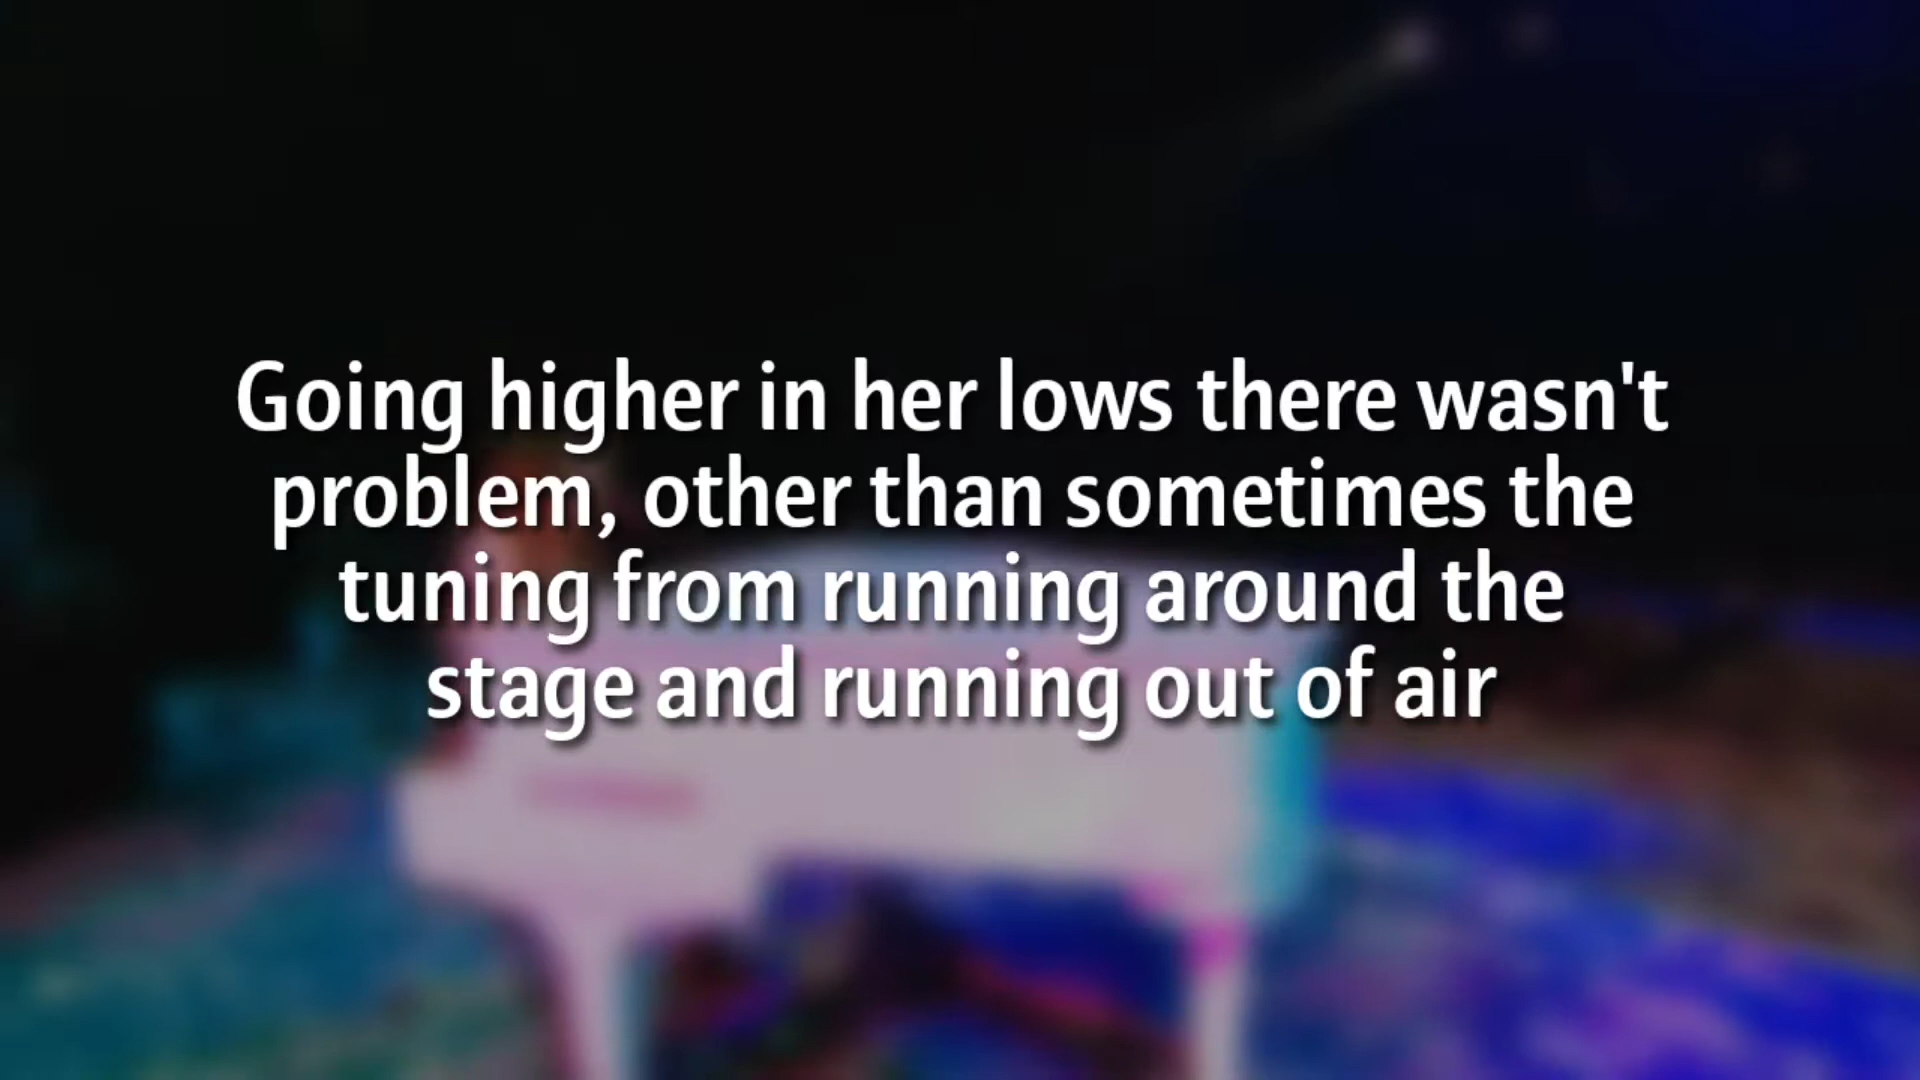 Going higher in her lows there wasn't
problem, other than sometimes the
tuning from running around the
stage and running out of air